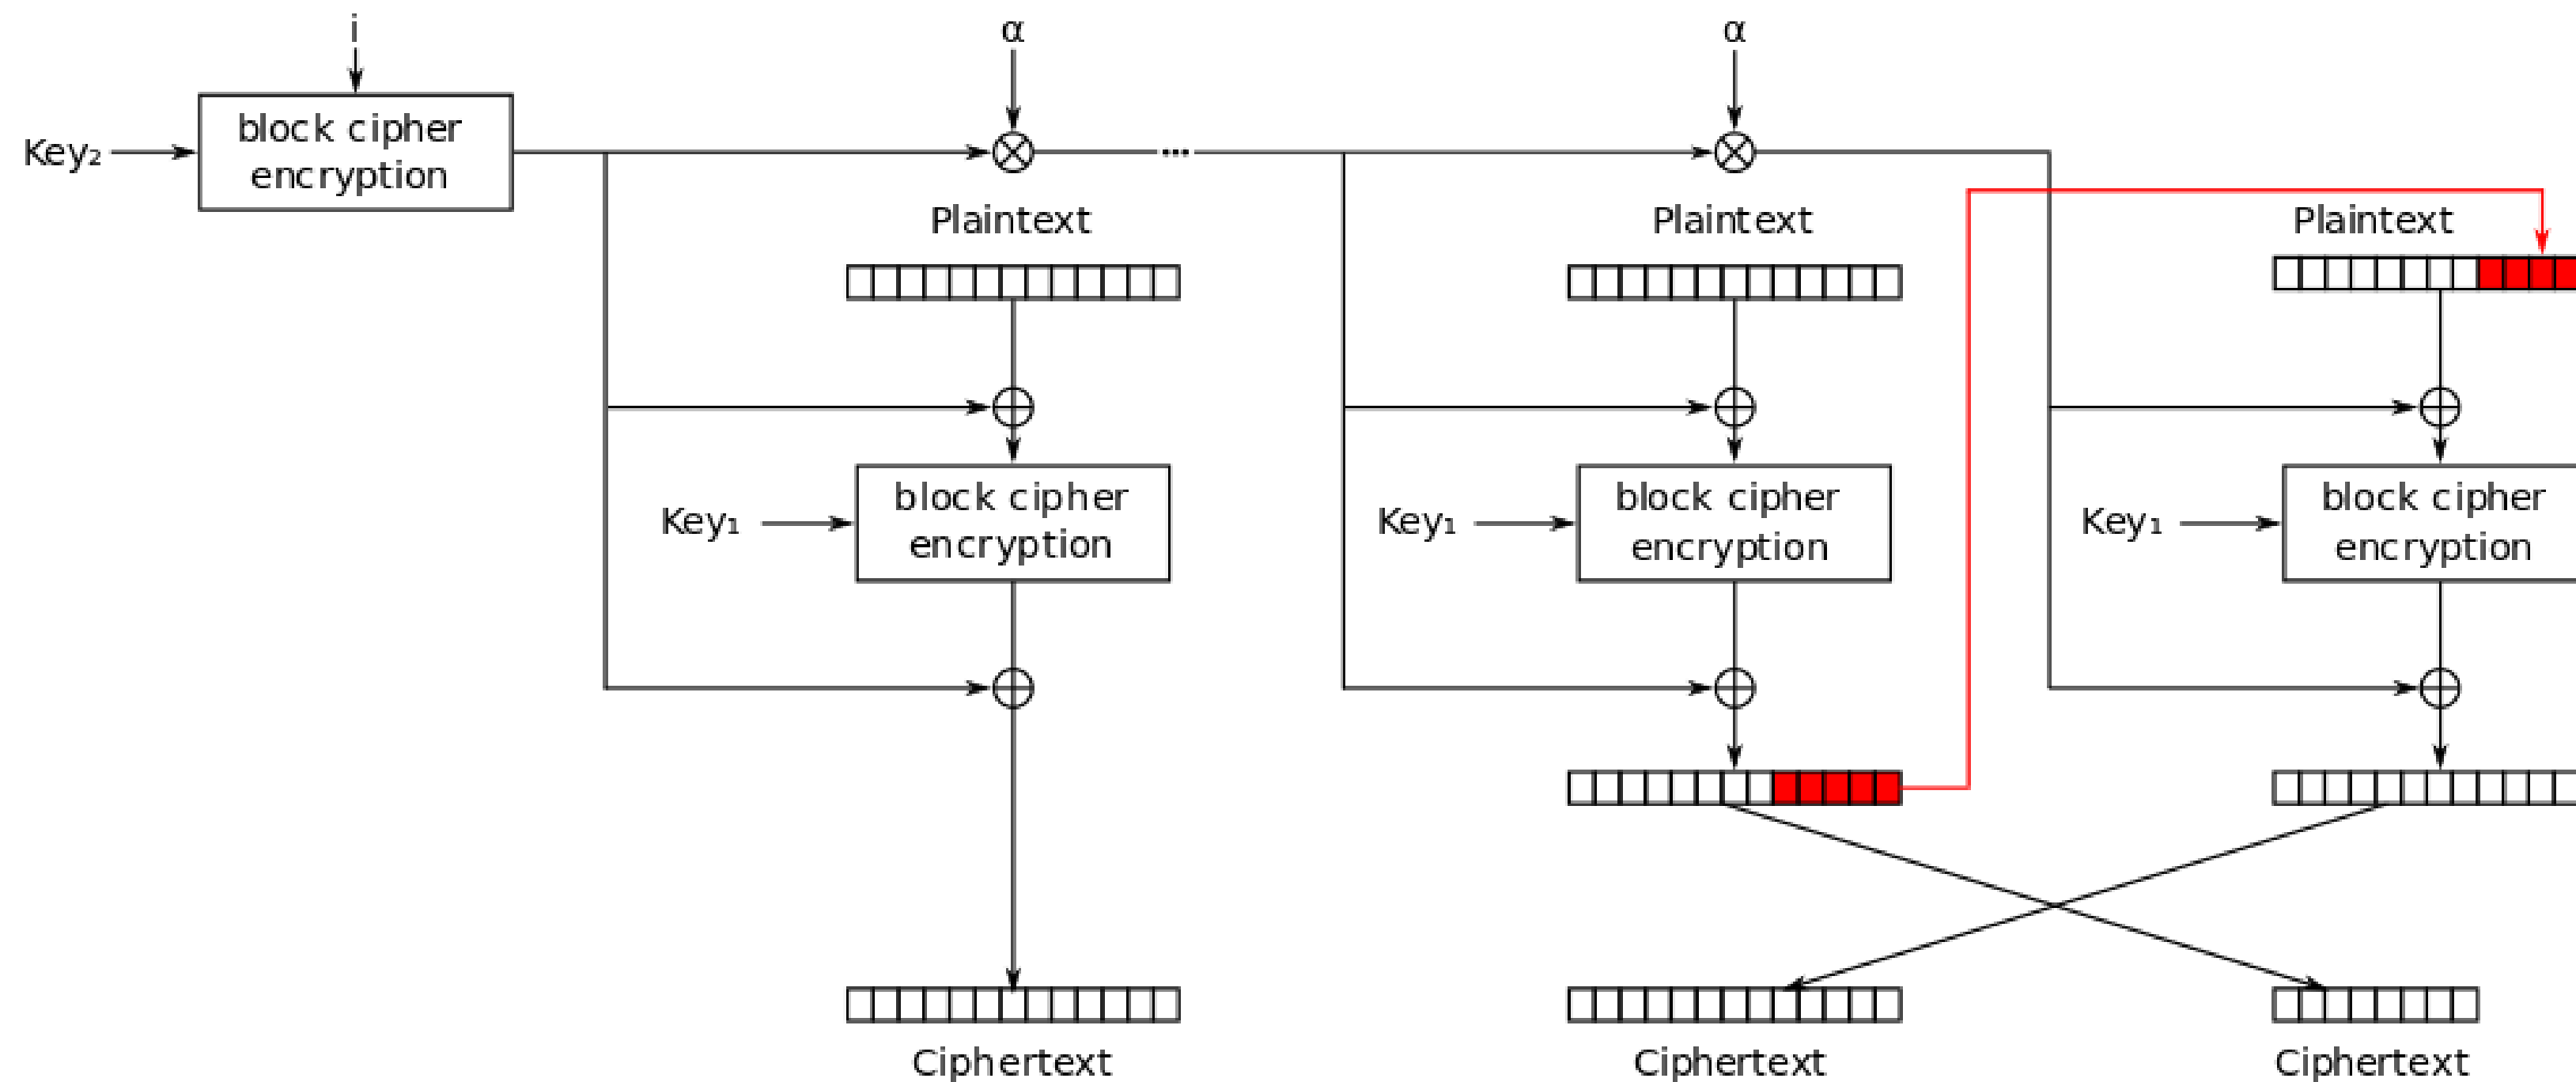 i
α
α
block cipher
encryption
Key₂
...
Plaintext
Plaintext
Plaintext
block cipher
encryption
Key₁
block cipher
encryption
Key₁
block cipher
encryption
Key₁
Ciphertext
Ciphertext
Ciphertext